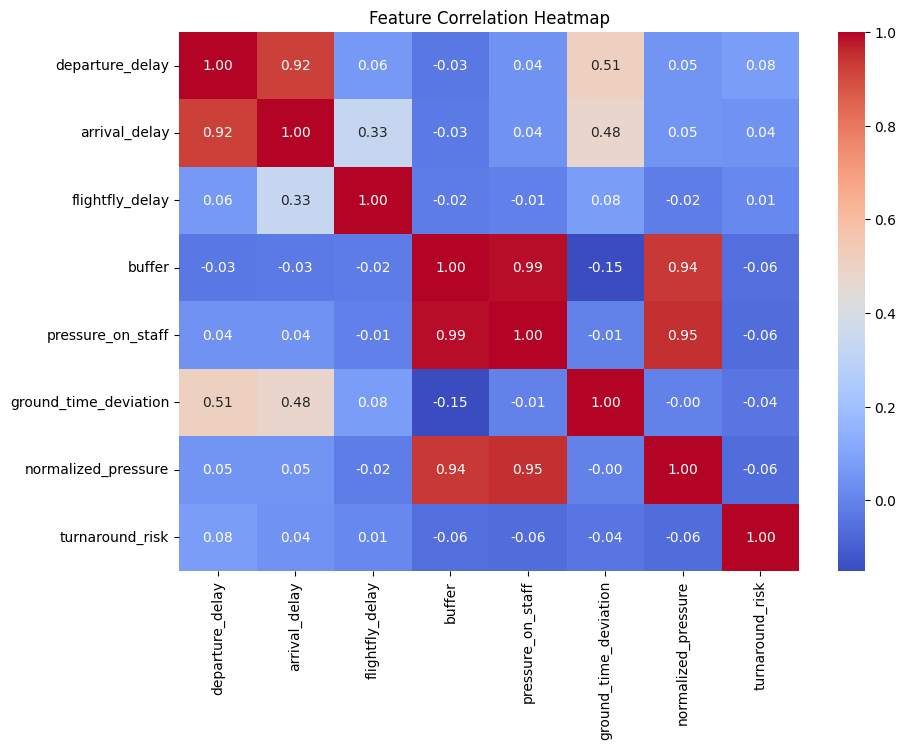 Feature Correlation Heatmap
departure_delay 1.00 0.92 0.06 -0.03 0.04 0.51 0.05 0.08
arrival_delay 0.92 1.00 0.33 -0.03 0.04 0.48 0.05 0.04
flightfly_delay 0.06 0.33 1.00 -0.02 -0.01 0.08 -0.02 0.01
buffer -0.03 -0.03 -0.02 1.00 0.99 -0.15 0.94 -0.06
pressure_on_staff 0.04 0.04 -0.01 0.99 1.00 -0.01 0.95 -0.06
ground_time_deviation 0.51 0.48 0.08 -0.15 -0.01 1.00 -0.00 -0.04
normalized_pressure 0.05 0.05 -0.02 0.94 0.95 -0.00 1.00 -0.06
turnaround_risk 0.08 0.04 0.01 -0.06 -0.06 -0.04 -0.06 1.00
departure_delay
arrival_delay
flightfly_delay
buffer
pressure_on_staff
ground_time_deviation
normalized_pressure
turnaround_risk
1.0
0.8
0.6
0.4
0.2
0.0